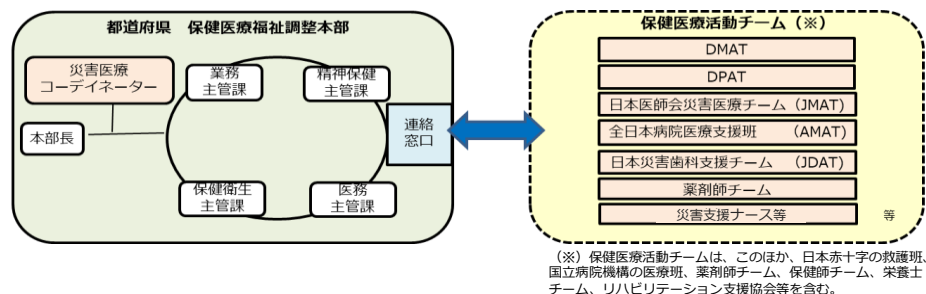 都道府県 保健医療福祉調整本部
災害医療
コーデイネーター
本部長
業務
主管課
精神保健
主管課
保健衛生
主管課
医務
主管課
連絡
窓口
保健医療活動チーム（※）
DMAT
DPAT
日本医師会災害医療チーム（JMAT)
全日本病院医療支援班 （AMAT)
日本災害歯科支援チーム （JDAT)
薬剤師チーム
災害支援ナース等
等
（※）保健医療活動チームは、このほか、日本赤十字の救護班、
国立病院機構の医療班、薬剤師チーム、保健師チーム、栄養士
チーム、リハビリテーション支援協会等を含む。